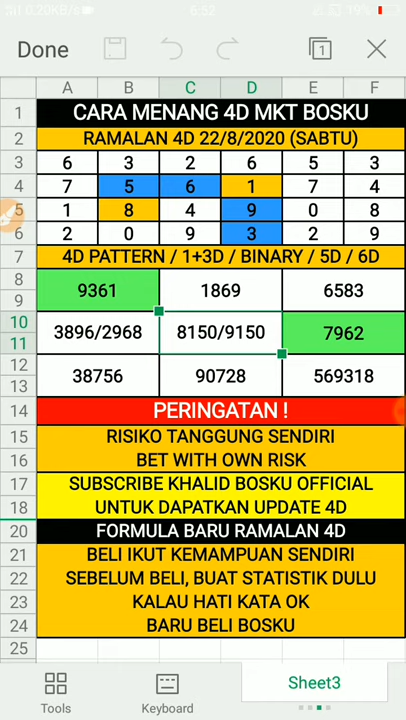 0.20KB/s 6:52 19%
Done 1
A B C D E F
1 CARA MENANG 4D MKT BOSKU
2 RAMALAN 4D 22/8/2020 (SABTU)
3 6 3 2 6 5 3
4 7 5 6 1 7 4
5 1 8 4 9 0 8
6 2 0 9 3 2 9
7 4D PATTERN / 1+3D / BINARY / 5D / 6D
8 9361 1869 6583
9
10 3896/2968 8150/9150 7962
11
12 38756 90728 569318
13
14 PERINGATAN !
15 RISIKO TANGGUNG SENDIRI
16 BET WITH OWN RISK
17 SUBSCRIBE KHALID BOSKU OFFICIAL
18 UNTUK DAPATKAN UPDATE 4D
20 FORMULA BARU RAMALAN 4D
21 BELI IKUT KEMAMPUAN SENDIRI
22 SEBELUM BELI, BUAT STATISTIK DULU
23 KALAU HATI KATA OK
24 BARU BELI BOSKU
25
Tools Keyboard Sheet3